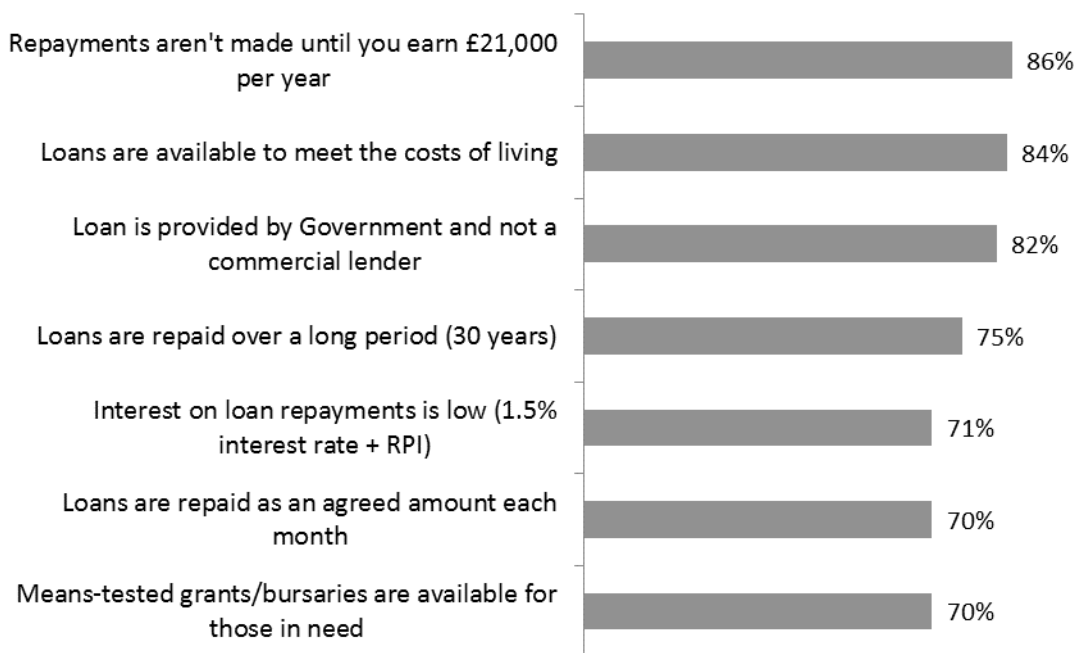 Repayments aren't made until you earn £21,000
per year
86%
Loans are available to meet the costs of living
84%
Loan is provided by Government and not a
commercial lender
82%
Loans are repaid over a long period (30 years)
75%
Interest on loan repayments is low (1.5%
interest rate + RPI)
71%
Loans are repaid as an agreed amount each
month
70%
Means-tested grants/bursaries are available for
those in need
70%